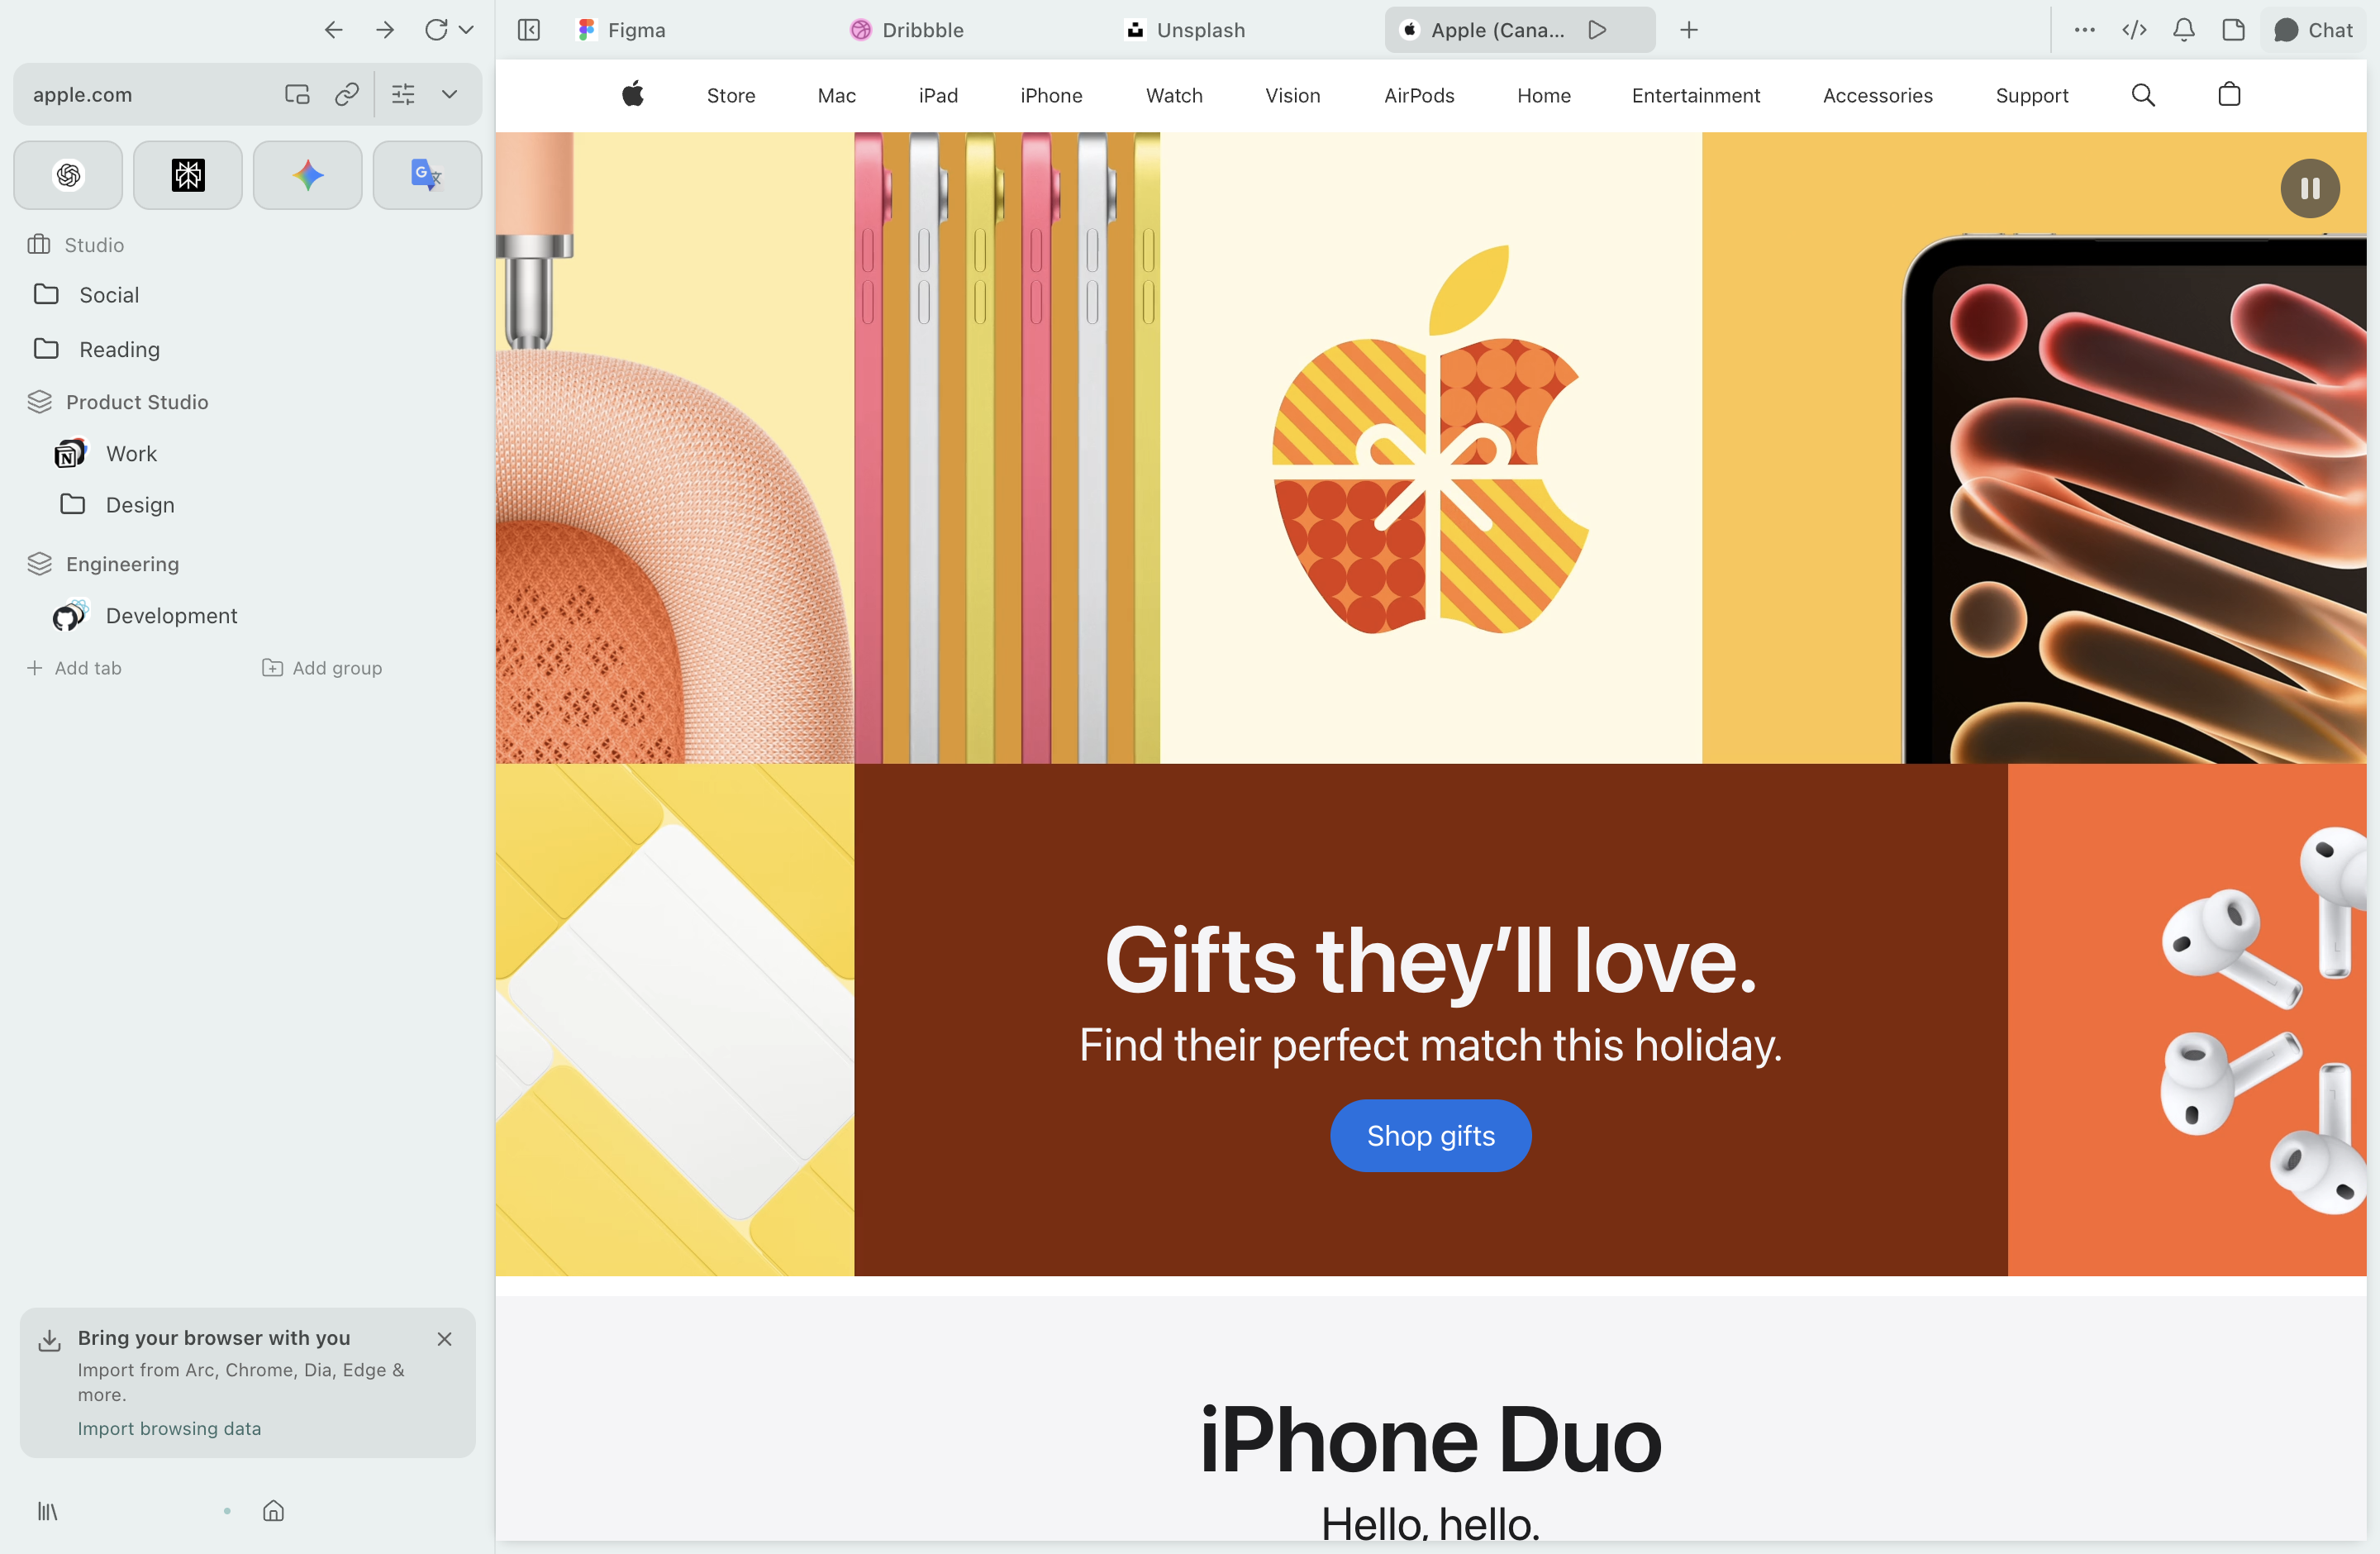 Figma
Dribbble
Unsplash
Apple (Cana...
Chat
apple.com
Store
Mac
iPad
iPhone
Watch
Vision
AirPods
Home
Entertainment
Accessories
Support
Studio
Social
Reading
Product Studio
Work
Design
Engineering
Development
Add tab
Add group
Gifts they’ll love.
Find their perfect match this holiday.
Shop gifts
Bring your browser with you
Import from Arc, Chrome, Dia, Edge &
more.
Import browsing data
iPhone Duo
Hello, hello.